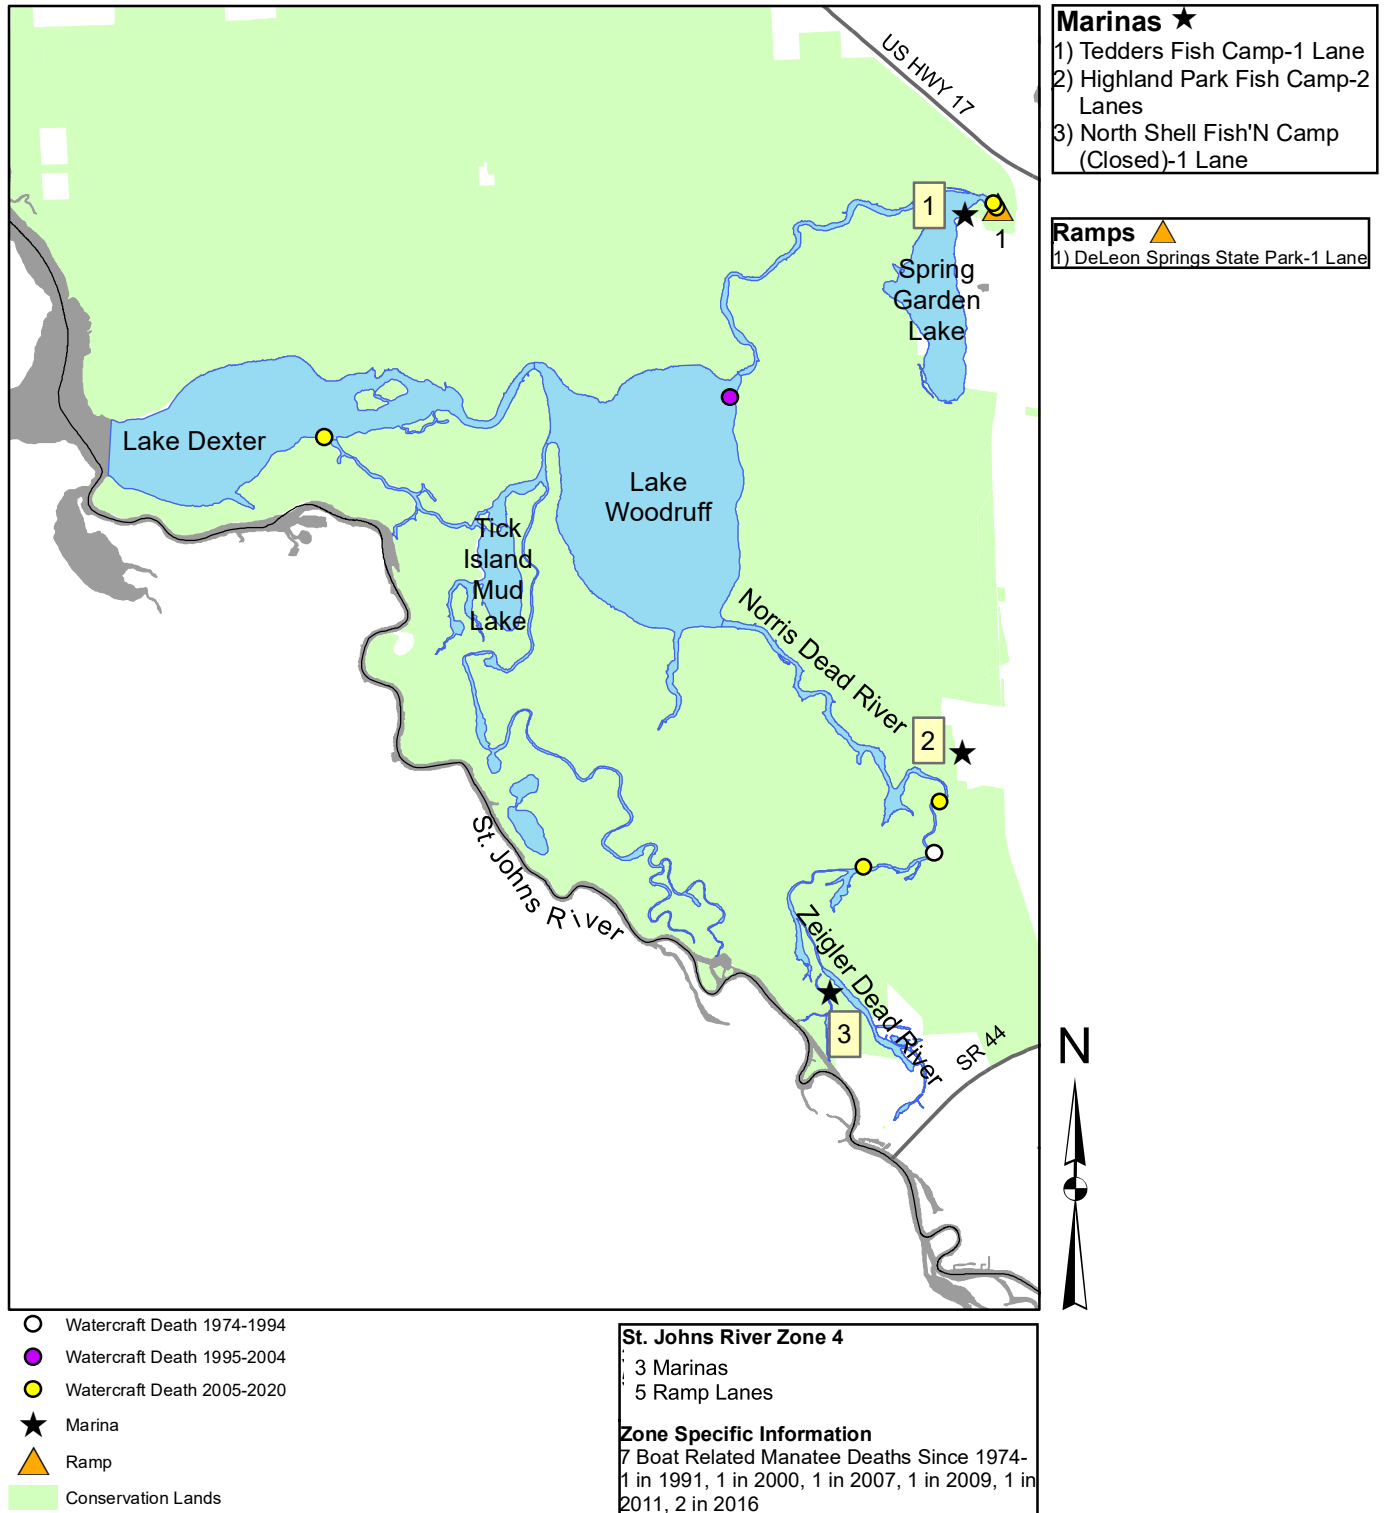 Marinas
1) Tedders Fish Camp-1 Lane
2) Highland Park Fish Camp-2
Lanes
3) North Shell Fish'N Camp
(Closed)-1 Lane
Ramps
1) DeLeon Springs State Park-1 Lane
US HWY 17
1
1
Spring
Garden
Lake
Lake Dexter
Lake
Woodruff
Tick
Island
Mud
Lake
Norris Dead River
2
St. Johns River
Zeigler Dead River
3
SR 44
N
Watercraft Death 1974-1994
Watercraft Death 1995-2004
Watercraft Death 2005-2020
Marina
Ramp
Conservation Lands
St. Johns River Zone 4
3 Marinas
5 Ramp Lanes
Zone Specific Information
7 Boat Related Manatee Deaths Since 1974-
1 in 1991, 1 in 2000, 1 in 2007, 1 in 2009, 1 in
2011, 2 in 2016